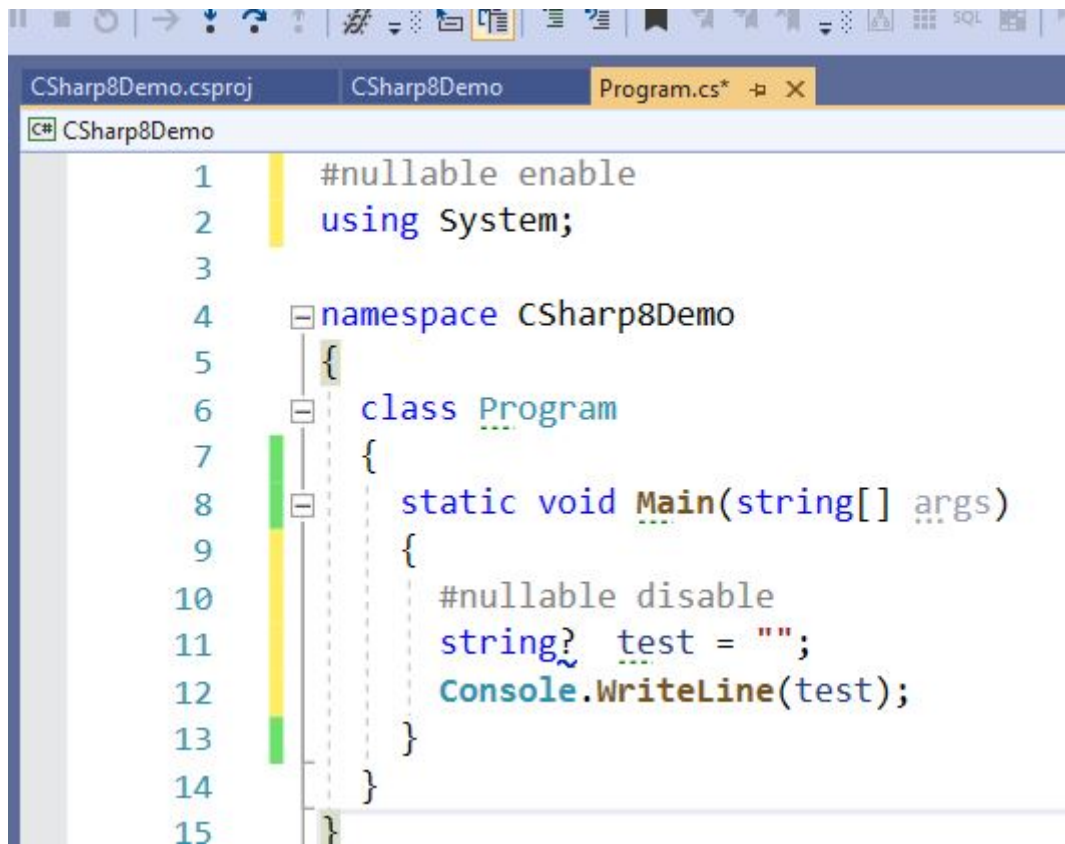 SQL
CSharp8Demo.csproj CSharp8Demo Program.cs*
C# CSharp8Demo
1 #nullable enable
2 using System;
3
4 namespace CSharp8Demo
5 {
6 class Program
7 {
8 static void Main(string[] args)
9 {
10 #nullable disable
11 string?  test = "";
12 Console.WriteLine(test);
13 }
14 }
15 }